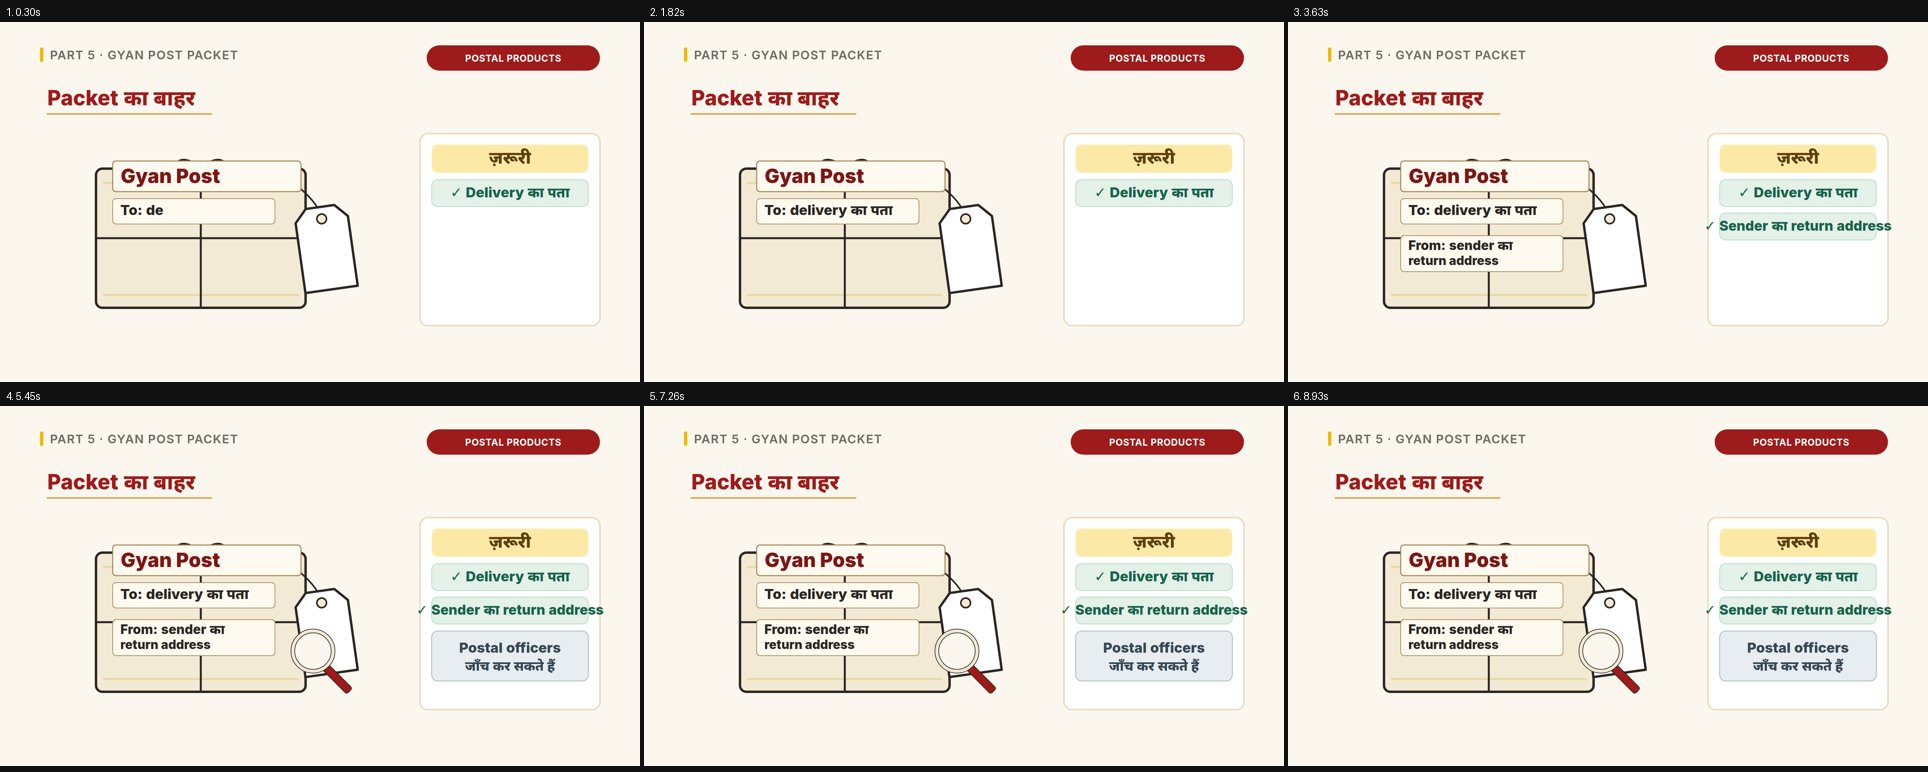 1. 0.30s
PART 5 · GYAN POST PACKET
POSTAL PRODUCTS
Packet का बाहर
Gyan Post
To: de
ज़रूरी
✓ Delivery का पता
2. 1.82s
PART 5 · GYAN POST PACKET
POSTAL PRODUCTS
Packet का बाहर
Gyan Post
To: delivery का पता
ज़रूरी
✓ Delivery का पता
3. 3.63s
PART 5 · GYAN POST PACKET
POSTAL PRODUCTS
Packet का बाहर
Gyan Post
To: delivery का पता
From: sender का
return address
ज़रूरी
✓ Delivery का पता
✓ Sender का return address
4. 5.45s
PART 5 · GYAN POST PACKET
POSTAL PRODUCTS
Packet का बाहर
Gyan Post
To: delivery का पता
From: sender का
return address
ज़रूरी
✓ Delivery का पता
✓ Sender का return address
Postal officers
जाँच कर सकते हैं
5. 7.26s
PART 5 · GYAN POST PACKET
POSTAL PRODUCTS
Packet का बाहर
Gyan Post
To: delivery का पता
From: sender का
return address
ज़रूरी
✓ Delivery का पता
✓ Sender का return address
Postal officers
जाँच कर सकते हैं
6. 8.93s
PART 5 · GYAN POST PACKET
POSTAL PRODUCTS
Packet का बाहर
Gyan Post
To: delivery का पता
From: sender का
return address
ज़रूरी
✓ Delivery का पता
✓ Sender का return address
Postal officers
जाँच कर सकते हैं